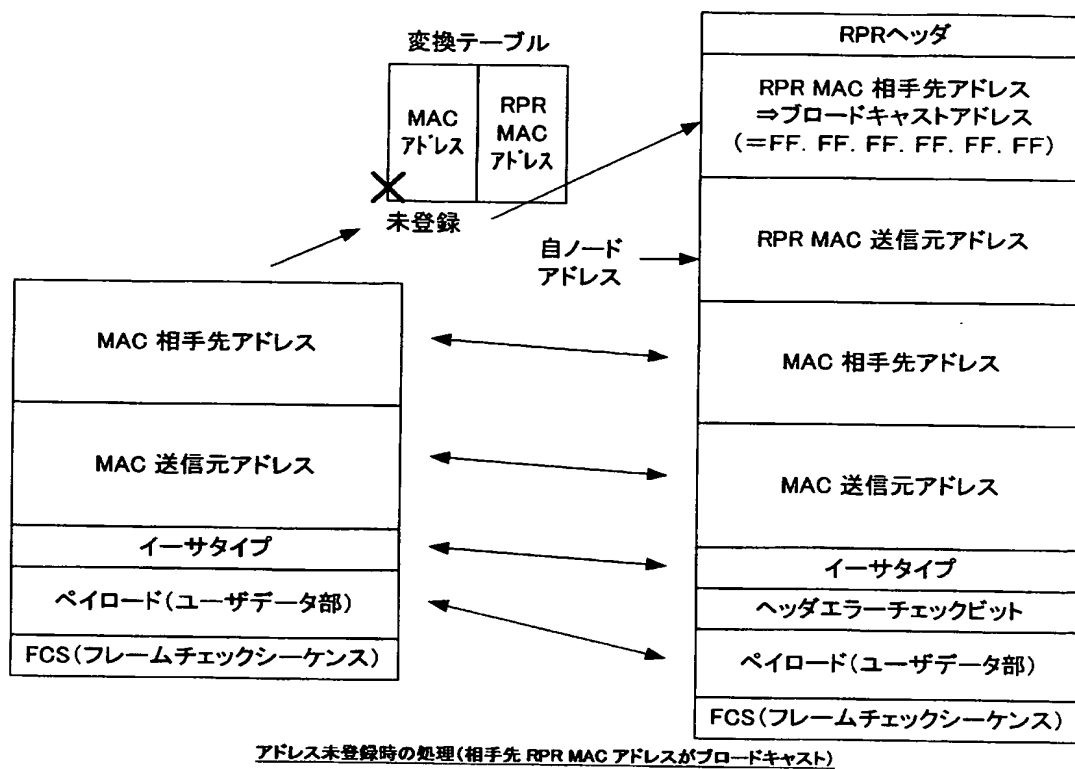 変換テーブル
MAC
アドレス
RPR
MAC
アドレス
未登録
自ノード
アドレス
MAC 相手先アドレス
MAC 送信元アドレス
イーサタイプ
ペイロード(ユーザデータ部)
FCS(フレームチェックシーケンス)
RPRヘッダ
RPR MAC 相手先アドレス
⇒ブロードキャストアドレス
(=FF. FF. FF. FF. FF. FF)
RPR MAC 送信元アドレス
MAC 相手先アドレス
MAC 送信元アドレス
イーサタイプ
ヘッダエラーチェックビット
ペイロード(ユーザデータ部)
FCS(フレームチェックシーケンス)
アドレス未登録時の処理(相手先 RPR MAC アドレスがブロードキャスト)